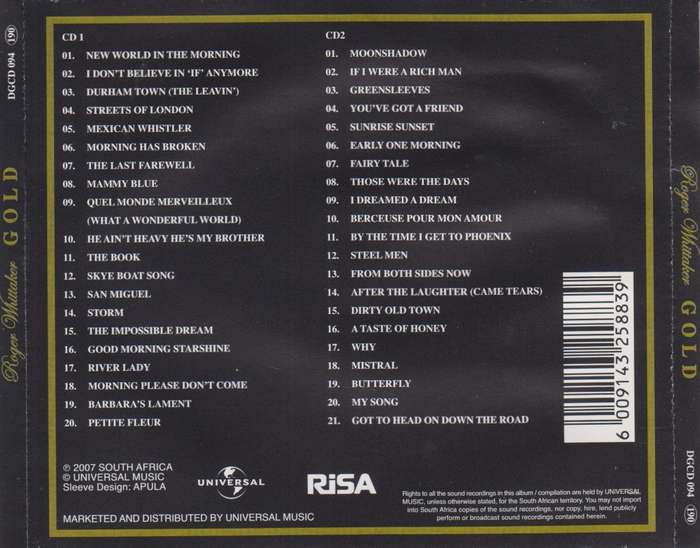 CD 1
01. NEW WORLD IN THE MORNING
02. I DON'T BELIEVE IN 'IF' ANYMORE
03. DURHAM TOWN (THE LEAVIN')
04. STREETS OF LONDON
05. MEXICAN WHISTLER
06. MORNING HAS BROKEN
07. THE LAST FAREWELL
08. MAMMY BLUE
09. QUEL MONDE MERVEILLEUX
(WHAT A WONDERFUL WORLD)
10. HE AIN'T HEAVY HE'S MY BROTHER
11. THE BOOK
12. SKYE BOAT SONG
13. SAN MIGUEL
14. STORM
15. THE IMPOSSIBLE DREAM
16. GOOD MORNING STARSHINE
17. RIVER LADY
18. MORNING PLEASE DON'T COME
19. BARBARA'S LAMENT
20. PETITE FLEUR
CD2
01. MOONSHADOW
02. IF I WERE A RICH MAN
03. GREENSLEEVES
04. YOU'VE GOT A FRIEND
05. SUNRISE SUNSET
06. EARLY ONE MORNING
07. FAIRY TALE
08. THOSE WERE THE DAYS
09. I DREAMED A DREAM
10. BERCEUSE POUR MON AMOUR
11. BY THE TIME I GET TO PHOENIX
12. STEEL MEN
13. FROM BOTH SIDES NOW
14. AFTER THE LAUGHTER (CAME TEARS)
15. DIRTY OLD TOWN
16. A TASTE OF HONEY
17. WHY
18. MISTRAL
19. BUTTERFLY
20. MY SONG
21. GOT TO HEAD ON DOWN THE ROAD
6 009143 258839
℗ 2007 SOUTH AFRICA
© UNIVERSAL MUSIC
Sleeve Design: APULA
UNIVERSAL
RiSA
Rights to all the sound recordings in this album / compilation are held by UNIVERSAL
MUSIC, unless otherwise stated, for the South African territory. You may not import
into South Africa copies of the sound recordings, nor copy, hire, lend publicly
perform or broadcast sound recordings contained herein.
MARKETED AND DISTRIBUTED BY UNIVERSAL MUSIC
Roger Whittaker GOLD
DGCD 094 190
Roger Whittaker GOLD
DGCD 094 190